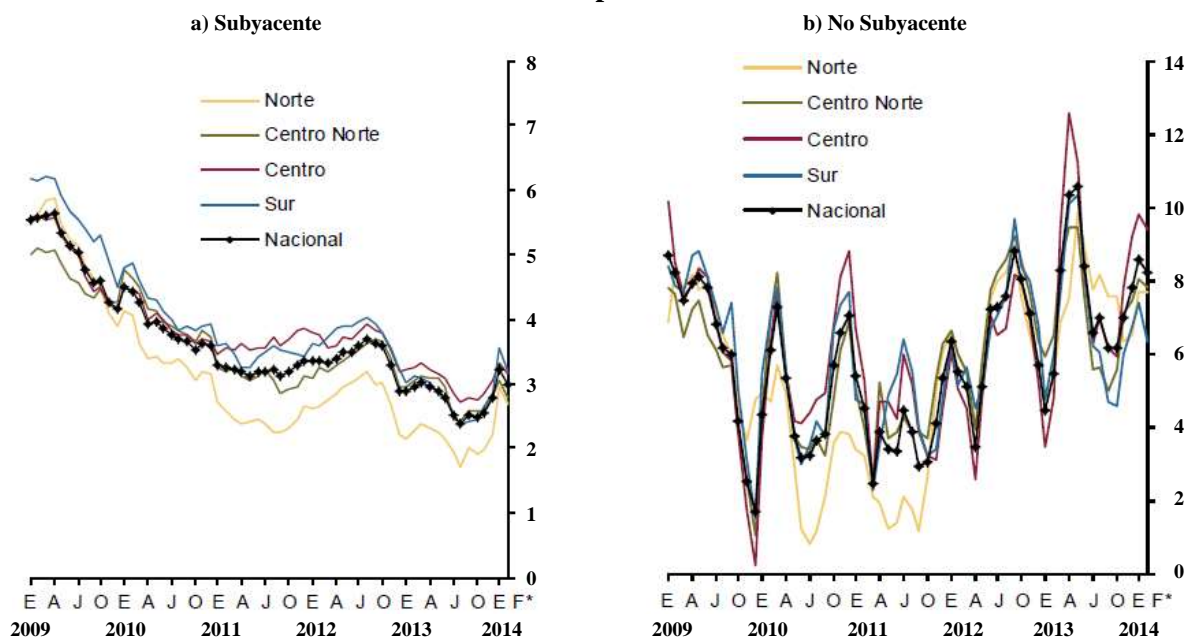 a) Subyacente
8
7
6
5
4
3
2
1
0
Norte
Centro Norte
Centro
Sur
Nacional
E A J O E A J O E A J O E A J O E A J O E F*
2009 2010 2011 2012 2013 2014
b) No Subyacente
14
12
10
8
6
4
2
0
Norte
Centro Norte
Centro
Sur
Nacional
E A J O E A J O E A J O E A J O E A J O E F*
2009 2010 2011 2012 2013 2014